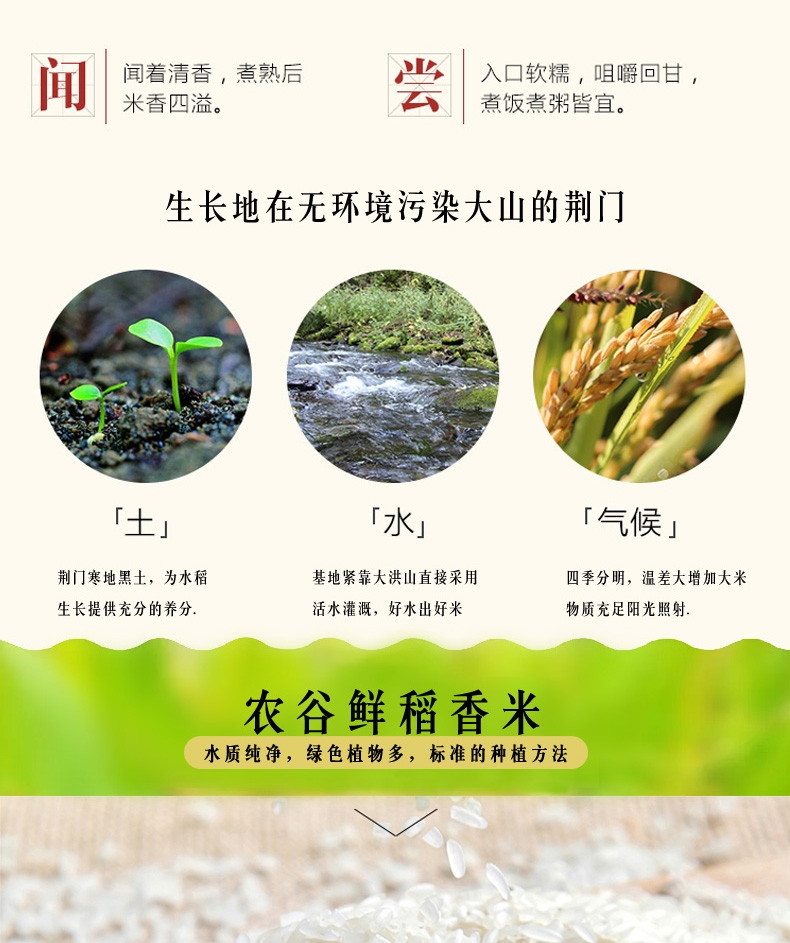 闻
闻着清香，煮熟后
米香四溢。
尝
入口软糯，咀嚼回甘，
煮饭煮粥皆宜。
生长地在无环境污染大山的荆门
「土」
荆门寒地黑土，为水稻
生长提供充分的养分.
「水」
基地紧靠大洪山直接采用
活水灌溉，好水出好米
「气候」
四季分明，温差大增加大米
物质充足阳光照射.
农谷鲜稻香米
水质纯净，绿色植物多，标准的种植方法